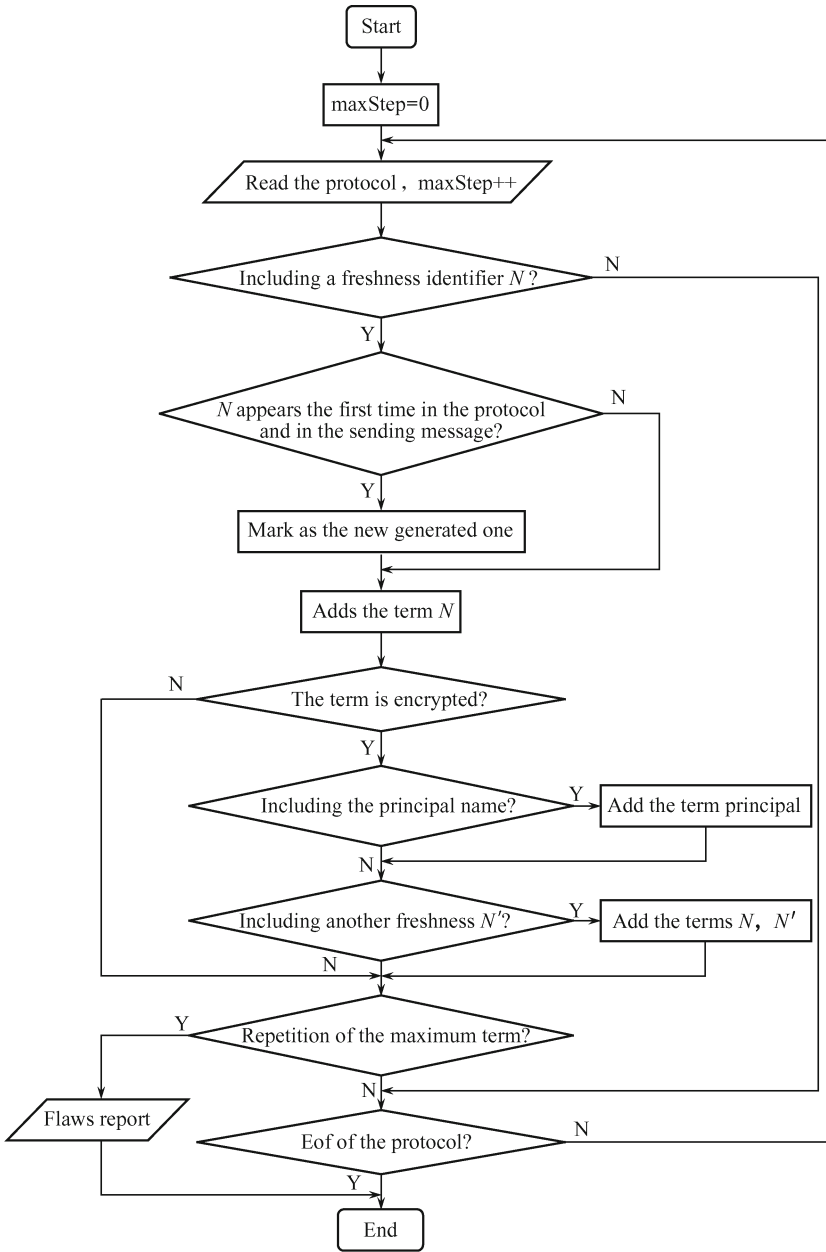 Start
maxStep=0
Read the protocol, maxStep++
Including a freshness identifier N?
N
Y
N appears the first time in the protocol
and in the sending message?
N
Y
Mark as the new generated one
Adds the term N
The term is encrypted?
N
Y
Including the principal name?
Y
Add the term principal
N
Including another freshness N′?
Y
Add the terms N, N′
N
Repetition of the maximum term?
Y
N
Flaws report
Eof of the protocol?
N
Y
End